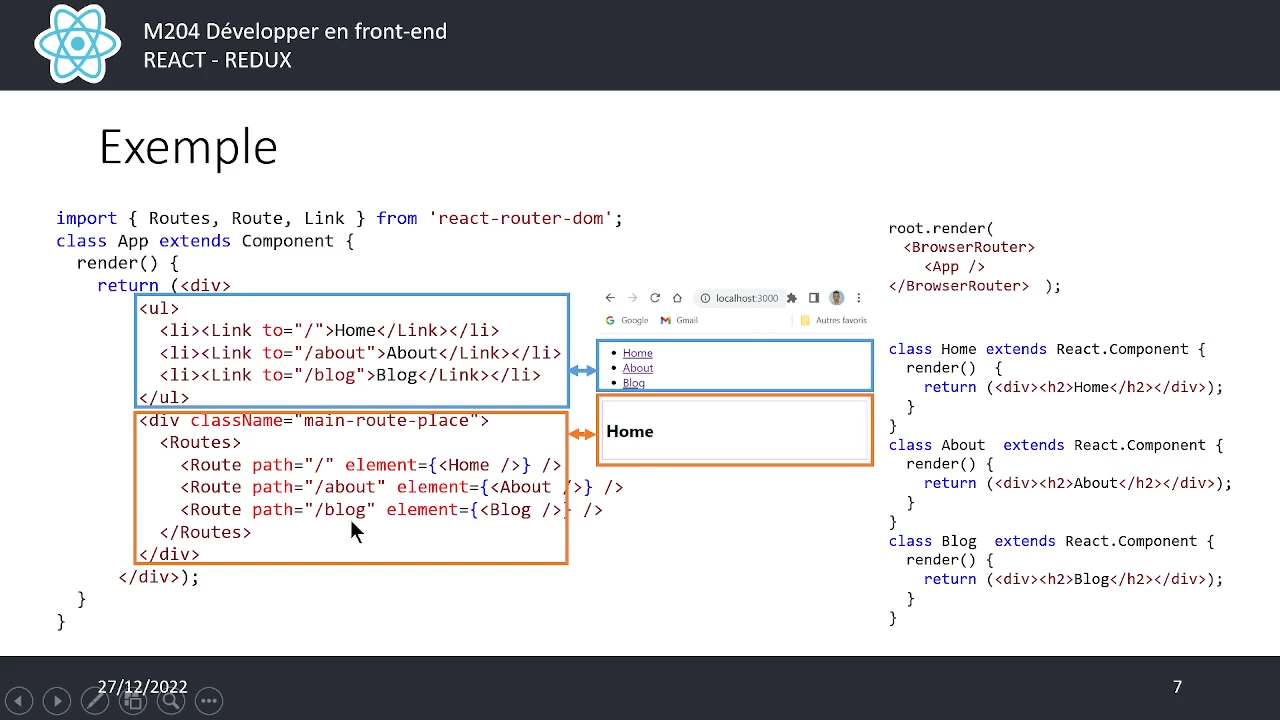 M204 Développer en front-end
REACT - REDUX
Exemple
import { Routes, Route, Link } from 'react-router-dom';
class App extends Component {
render() {
return (<div>
<ul>
<li><Link to="/">Home</Link></li>
<li><Link to="/about">About</Link></li>
<li><Link to="/blog">Blog</Link></li>
</ul>
<div className="main-route-place">
<Routes>
<Route path="/" element={<Home />} />
<Route path="/about" element={<About />} />
<Route path="/blog" element={<Blog />} />
</Routes>
</div>
</div>);
}
}
localhost:3000
Google Gmail Autres favoris
Home
About
Blog
Home
root.render(
<BrowserRouter>
<App />
</BrowserRouter> );
class Home extends React.Component {
render() {
return (<div><h2>Home</h2></div>);
}
}
class About extends React.Component {
render() {
return (<div><h2>About</h2></div>);
}
}
class Blog extends React.Component {
render() {
return (<div><h2>Blog</h2></div>);
}
}
27/12/2022
7